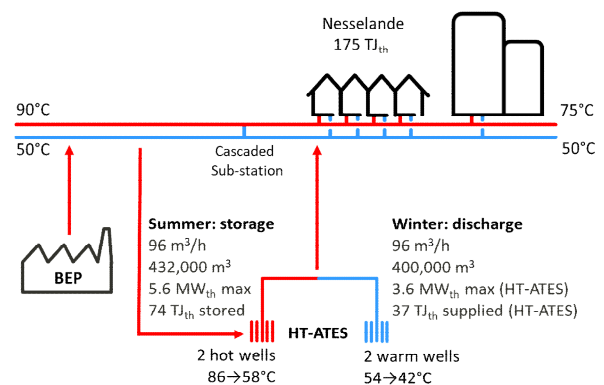 Nesselande
175 TJth
90°C
75°C
50°C
Cascaded
Sub-station
50°C
BEP
Summer: storage
96 m³/h
432,000 m³
5.6 MWth max
74 TJth stored
Winter: discharge
96 m³/h
400,000 m³
3.6 MWth max (HT-ATES)
37 TJth supplied (HT-ATES)
HT-ATES
2 hot wells
86→58°C
2 warm wells
54→42°C